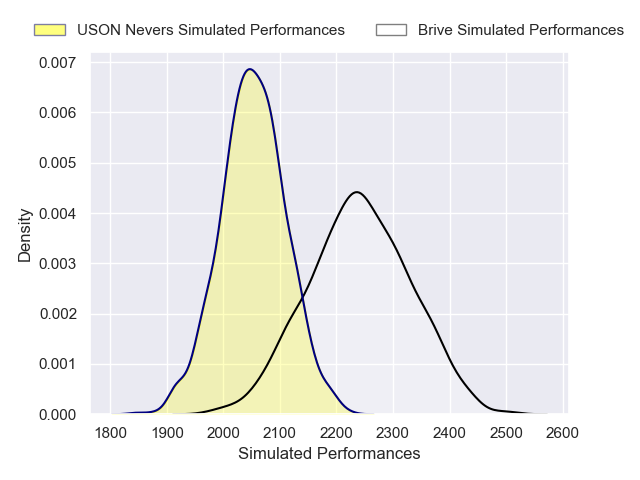 USON Nevers Simulated Performances
Brive Simulated Performances
0.007
0.006
0.005
0.004
0.003
0.002
0.001
0.000
Density
1800 1900 2000 2100 2200 2300 2400 2500 2600
Simulated Performances